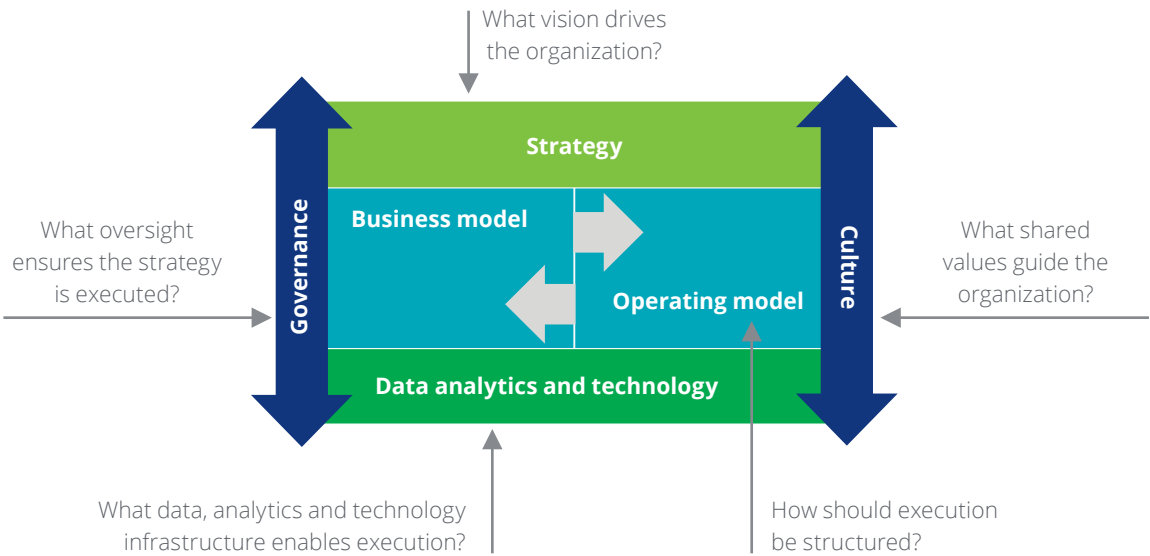 What vision drives
the organization?
Strategy
Governance
Business model
Culture
What oversight
ensures the strategy
is executed?
What shared
values guide the
organization?
Operating model
Data analytics and technology
What data, analytics and technology
infrastructure enables execution?
How should execution
be structured?